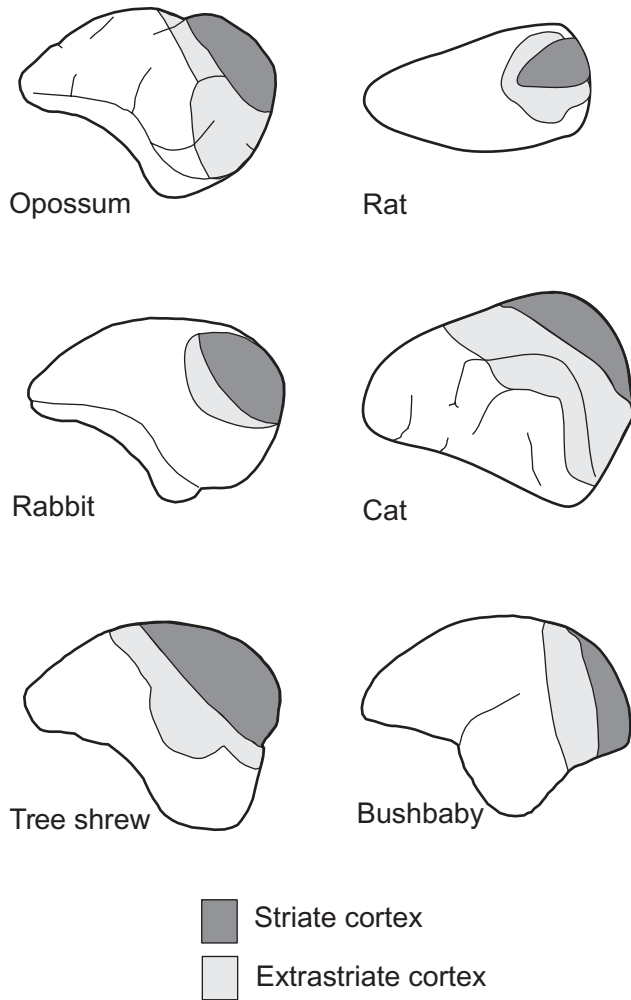 Opossum
Rat
Rabbit
Cat
Tree shrew
Bushbaby
Striate cortex
Extrastriate cortex